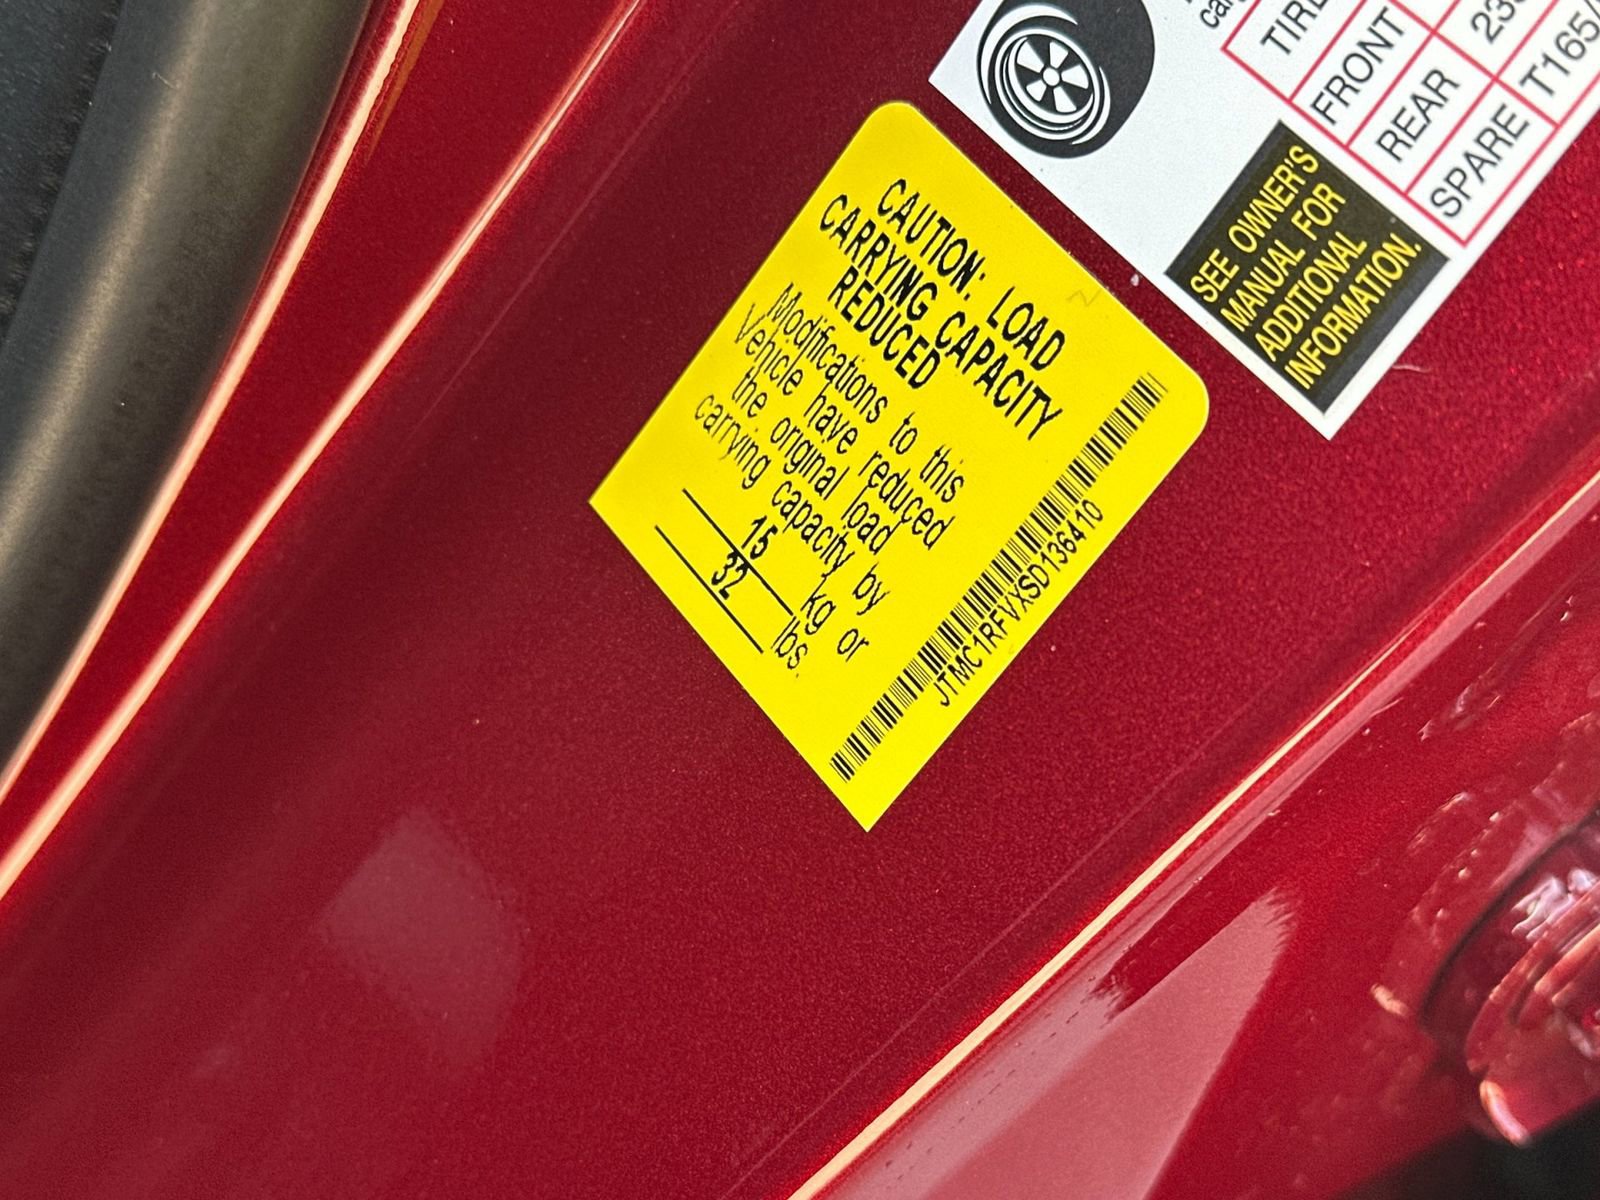 CAUTION: LOAD
CARRYING CAPACITY
REDUCED
Modifications to this
Vehicle have reduced
the original load
carrying capacity by
15 kg or
32 lbs.
JTMC1RFVXSD136410
TIRE
FRONT
REAR
SPARE T165/
SEE OWNER'S
MANUAL FOR
ADDITIONAL
INFORMATION.